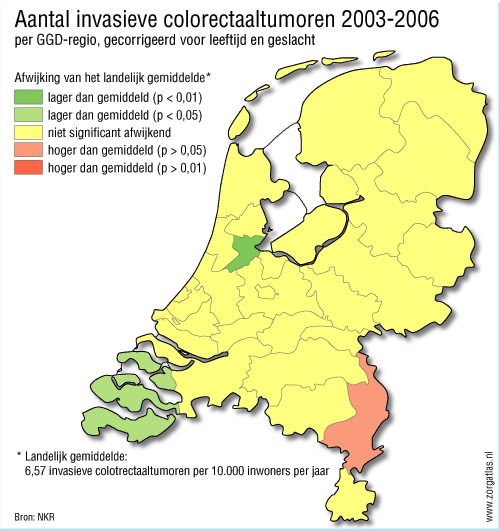 Aantal invasieve colorectaaltumoren 2003-2006
per GGD-regio, gecorrigeerd voor leeftijd en geslacht
Afwijking van het landelijk gemiddelde*
lager dan gemiddeld (p < 0,01)
lager dan gemiddeld (p < 0,05)
niet significant afwijkend
hoger dan gemiddeld (p > 0,05)
hoger dan gemiddeld (p > 0,01)
* Landelijk gemiddelde:
6,57 invasieve colotrectaaltumoren per 10.000 inwoners per jaar
Bron: NKR
www.zorgatlas.nl